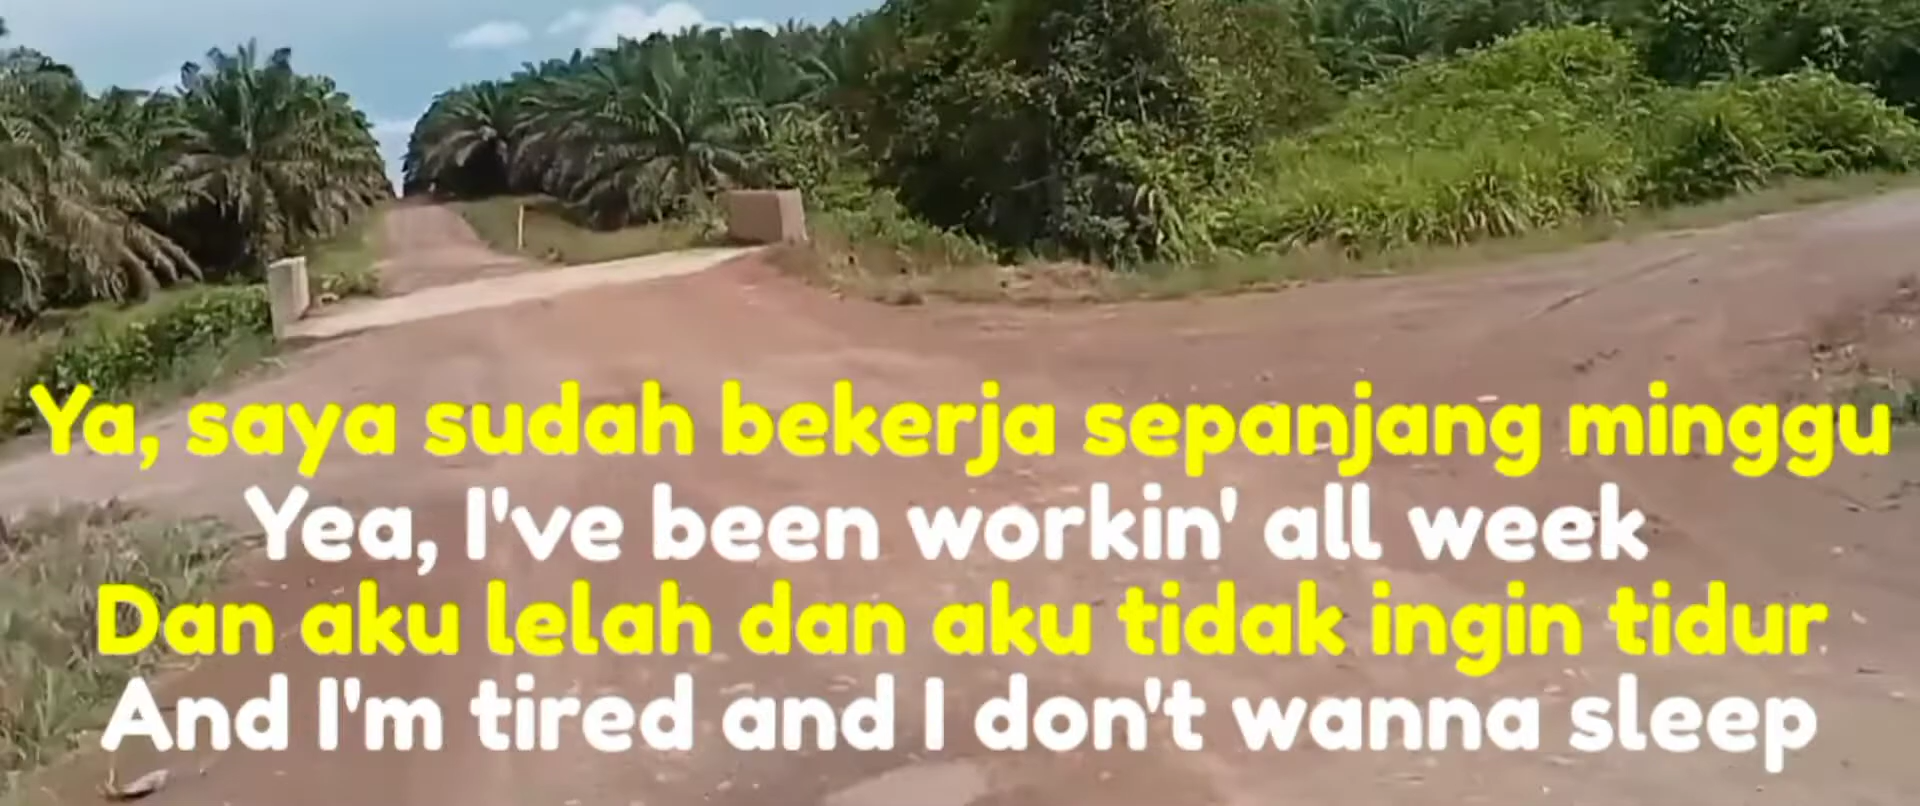 Ya, saya sudah bekerja sepanjang minggu
Yea, I've been workin' all week
Dan aku lelah dan aku tidak ingin tidur
And I'm tired and I don't wanna sleep